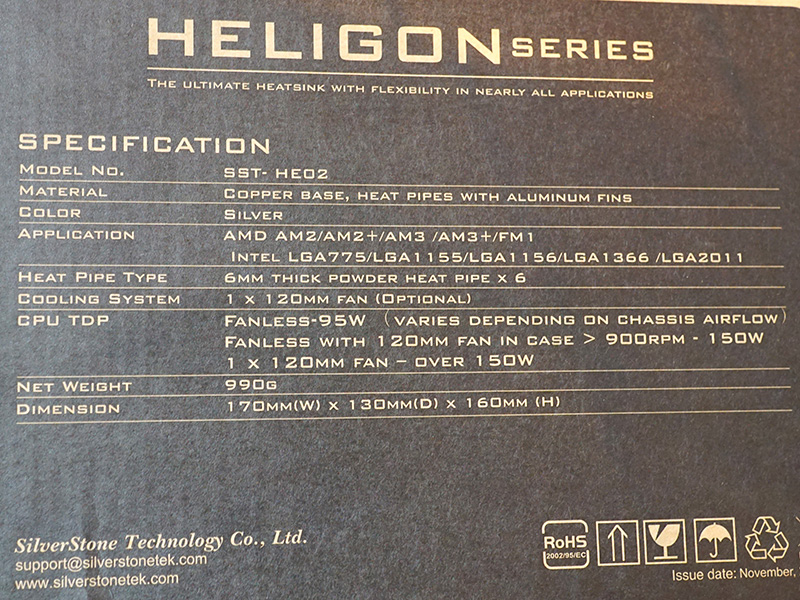 HELIGON SERIES
THE ULTIMATE HEATSINK WITH FLEXIBILITY IN NEARLY ALL APPLICATIONS
SPECIFICATION
MODEL NO. SST- HE02
MATERIAL COPPER BASE, HEAT PIPES WITH ALUMINUM FINS
COLOR SILVER
APPLICATION AMD AM2/AM2+/AM3 /AM3+/FM1
INTEL LGA775/LGA1155/LGA1156/LGA1366 /LGA2011
HEAT PIPE TYPE 6MM THICK POWDER HEAT PIPE X 6
COOLING SYSTEM 1 X 120MM FAN (OPTIONAL)
CPU TDP FANLESS-95W (VARIES DEPENDING ON CHASSIS AIRFLOW)
FANLESS WITH 120MM FAN IN CASE > 900RPM - 150W
1 X 120MM FAN – OVER 150W
NET WEIGHT 990G
DIMENSION 170MM(W) X 130MM(D) X 160MM (H)
SilverStone Technology Co., Ltd.
support@silverstonetek.com
www.silverstonetek.com
RoHS
2002/95/EC
Issue date: November,